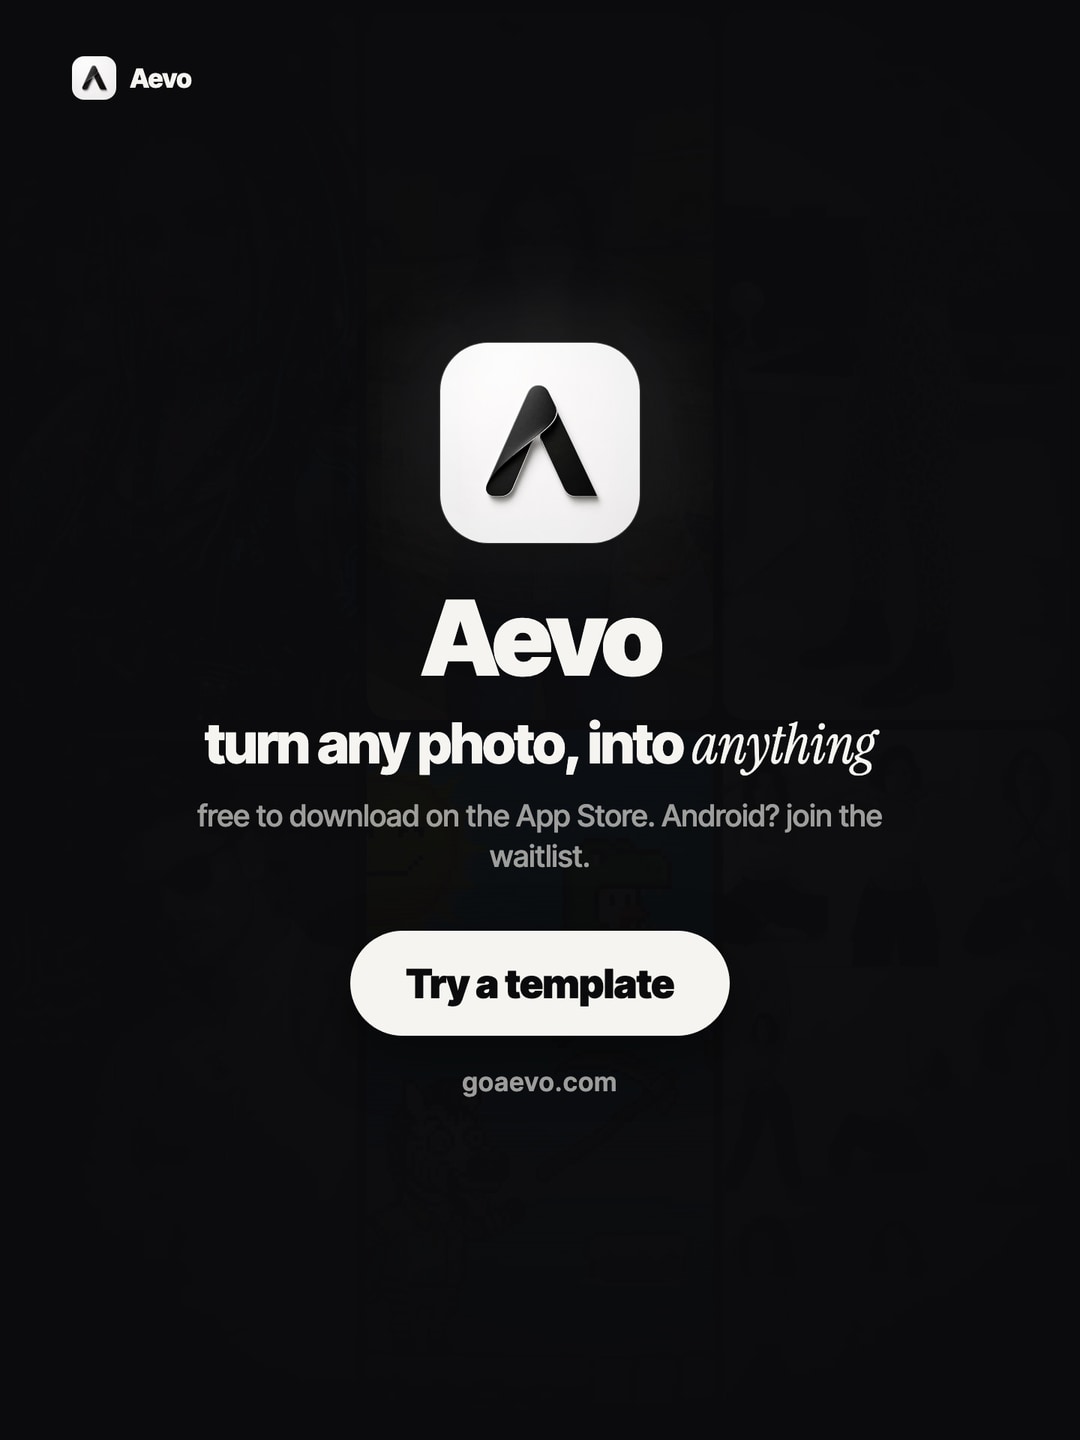 Aevo
Aevo
turn any photo, into anything
free to download on the App Store. Android? join the
waitlist.
Try a template
goaevo.com